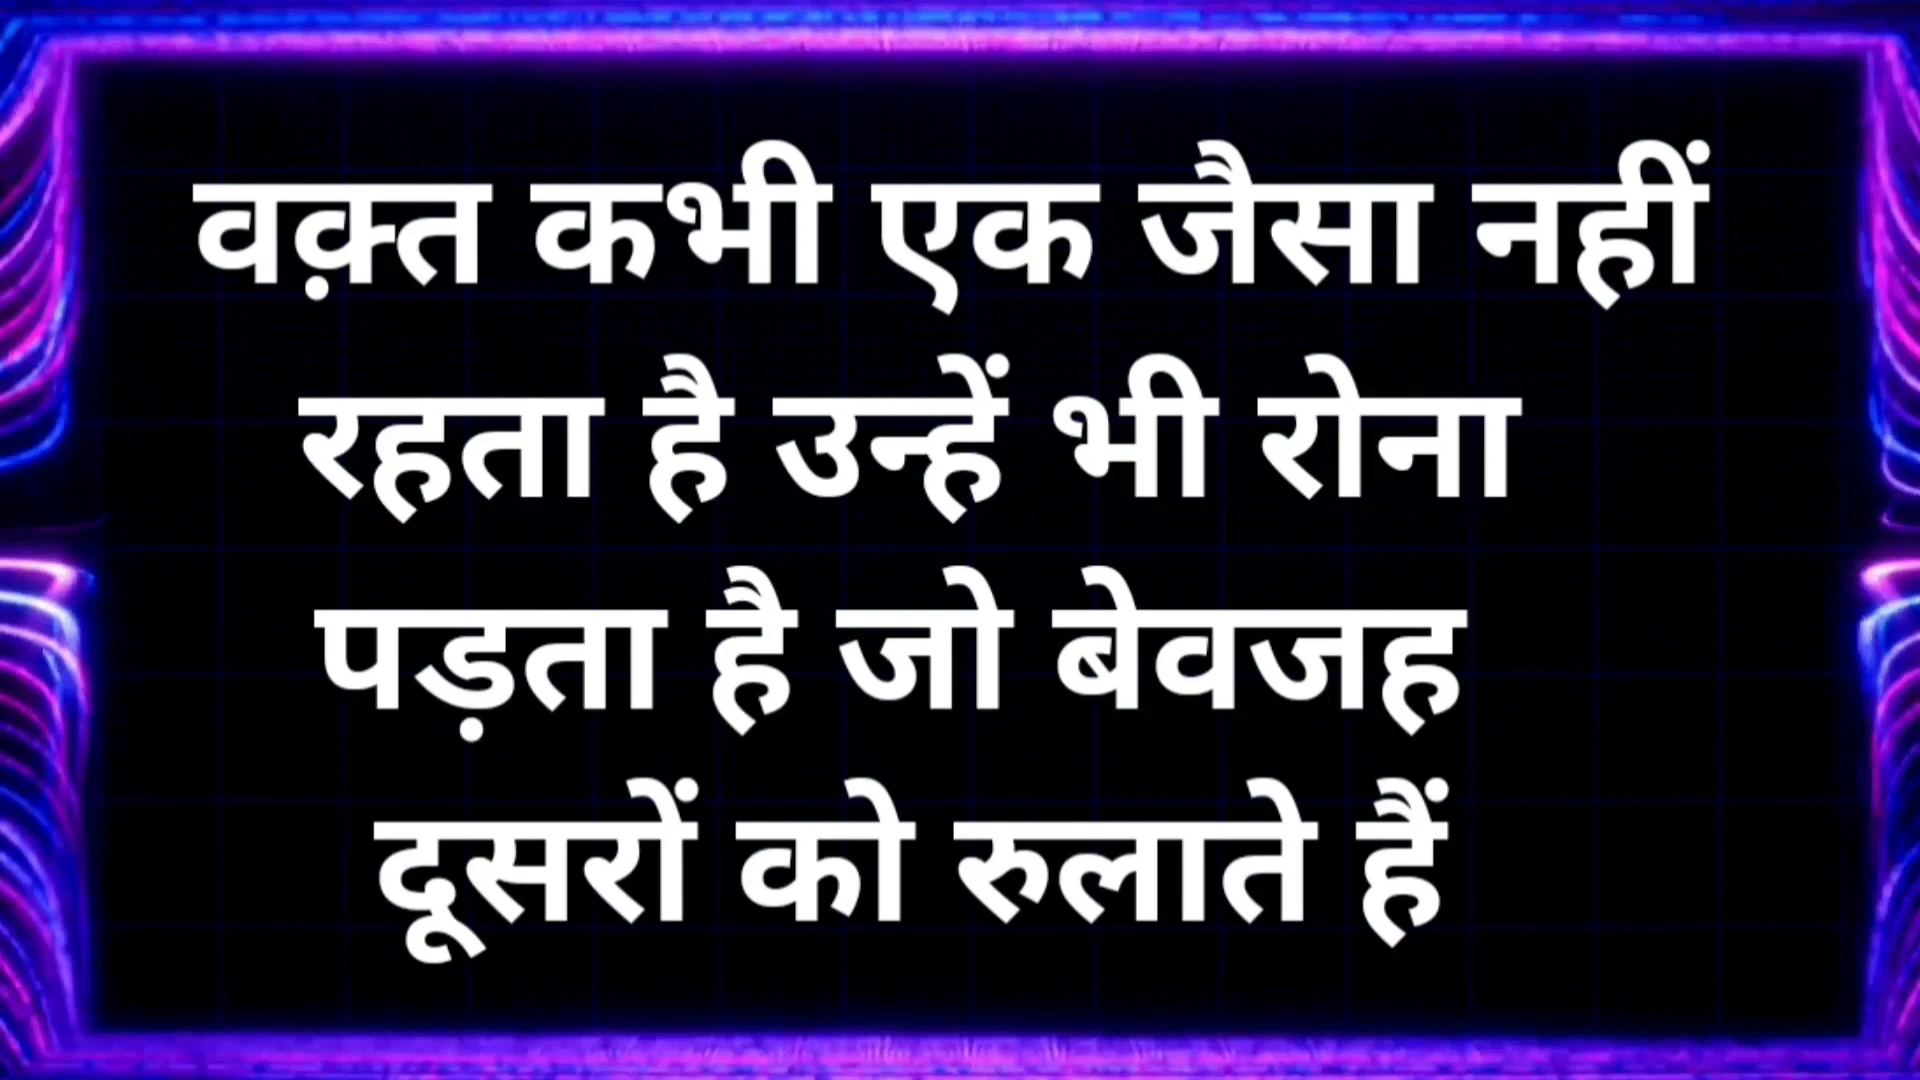 वक़्त कभी एक जैसा नहीं
रहता है उन्हें भी रोना
पड़ता है जो बेवजह
दूसरों को रुलाते हैं